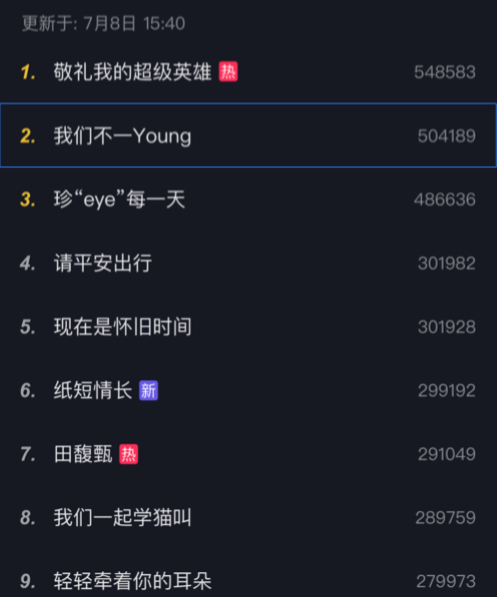 更新于: 7月8日 15:40
1. 敬礼我的超级英雄 热 548583
2. 我们不一Young 504189
3. 珍“eye”每一天 486636
4. 请平安出行 301982
5. 现在是怀旧时间 301928
6. 纸短情长 新 299192
7. 田馥甄 热 291049
8. 我们一起学猫叫 289759
9. 轻轻牵着你的耳朵 279973